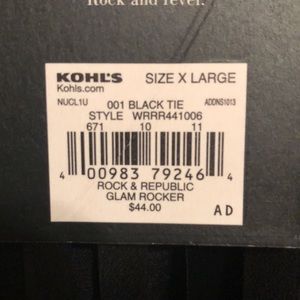 Rock and revel.
KOHL'S SIZE X LARGE
Kohls.com
NUCL1U 001 BLACK TIE ADDNS1013
STYLE WRRR441006
671 10 11
4 00983 79246 4
ROCK & REPUBLIC
GLAM ROCKER
$44.00 A D